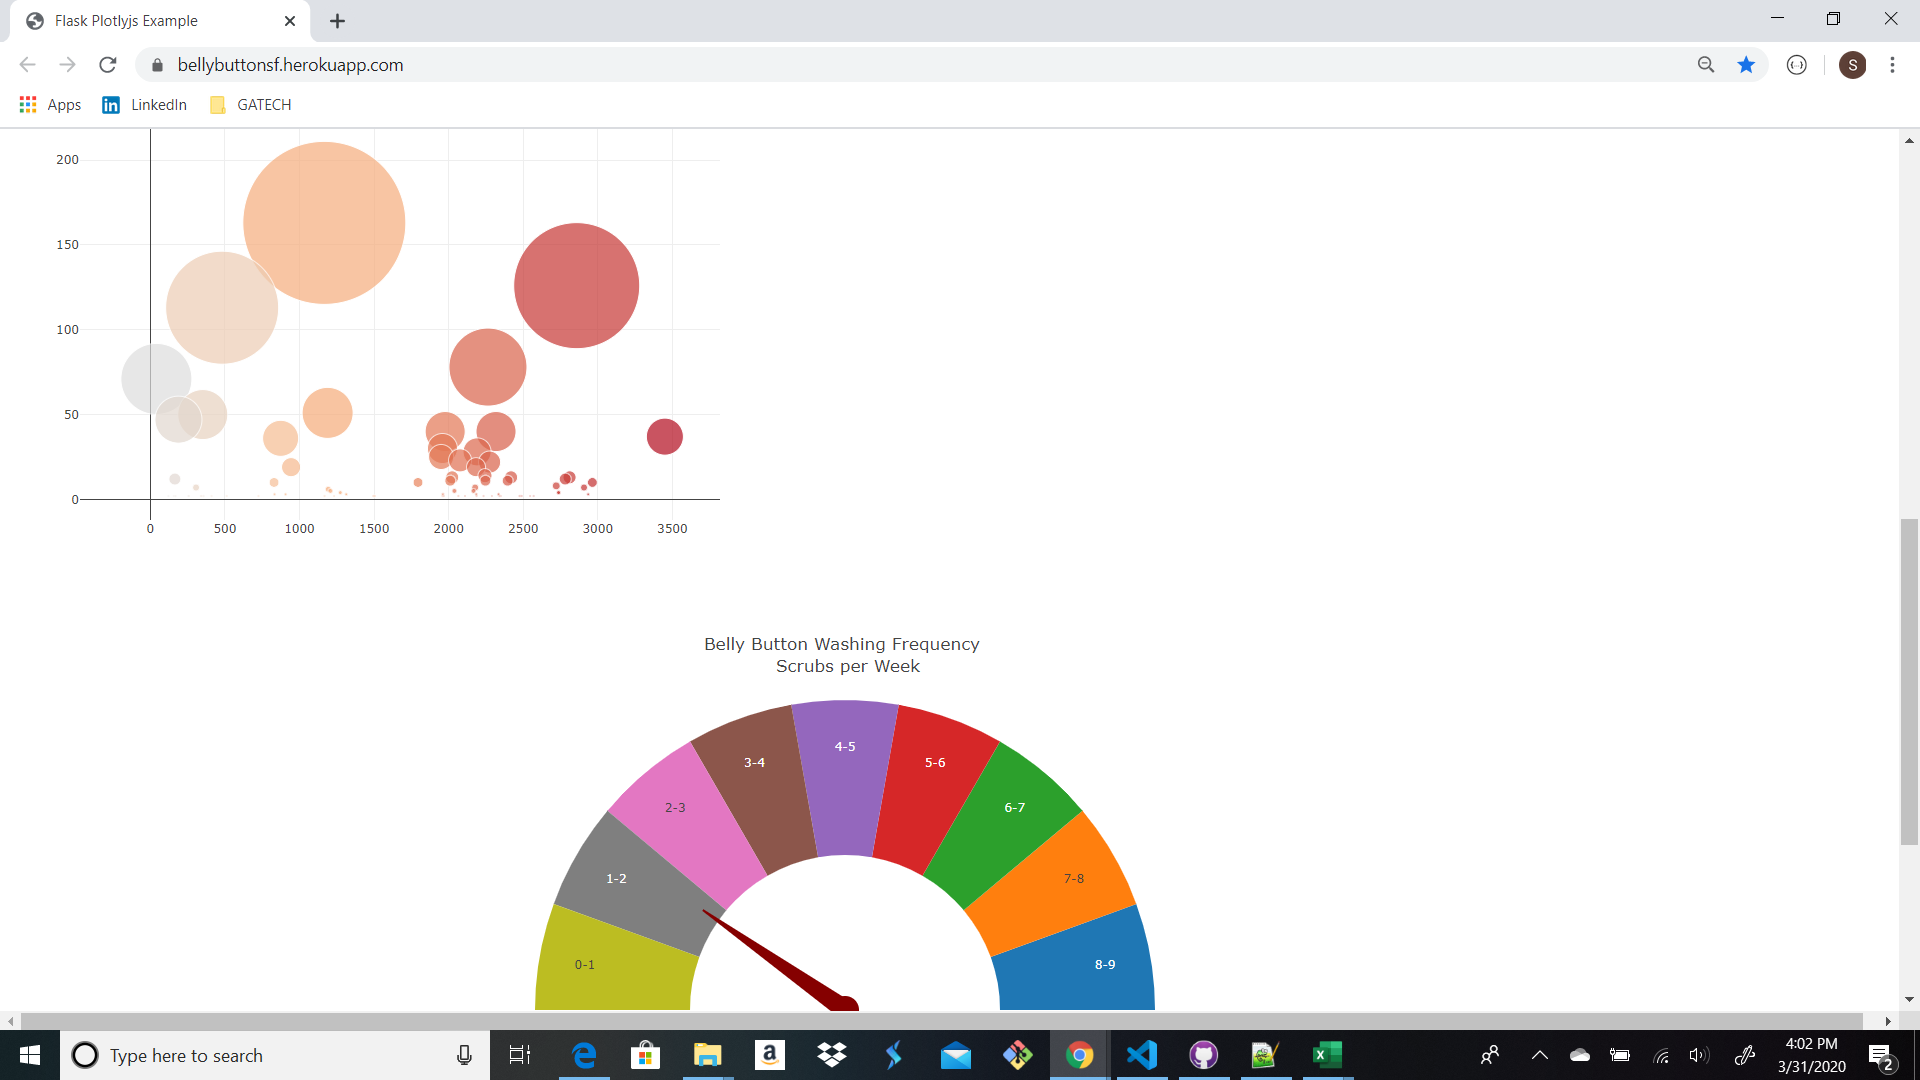 Flask Plotlyjs Example
bellybuttonsf.herokuapp.com
S
Apps
LinkedIn
GATECH
200
150
100
50
0
0 500 1000 1500 2000 2500 3000 3500
Belly Button Washing Frequency
Scrubs per Week
4-5
3-4
5-6
2-3
6-7
1-2
7-8
0-1
8-9
Type here to search
4:02 PM
3/31/2020
2